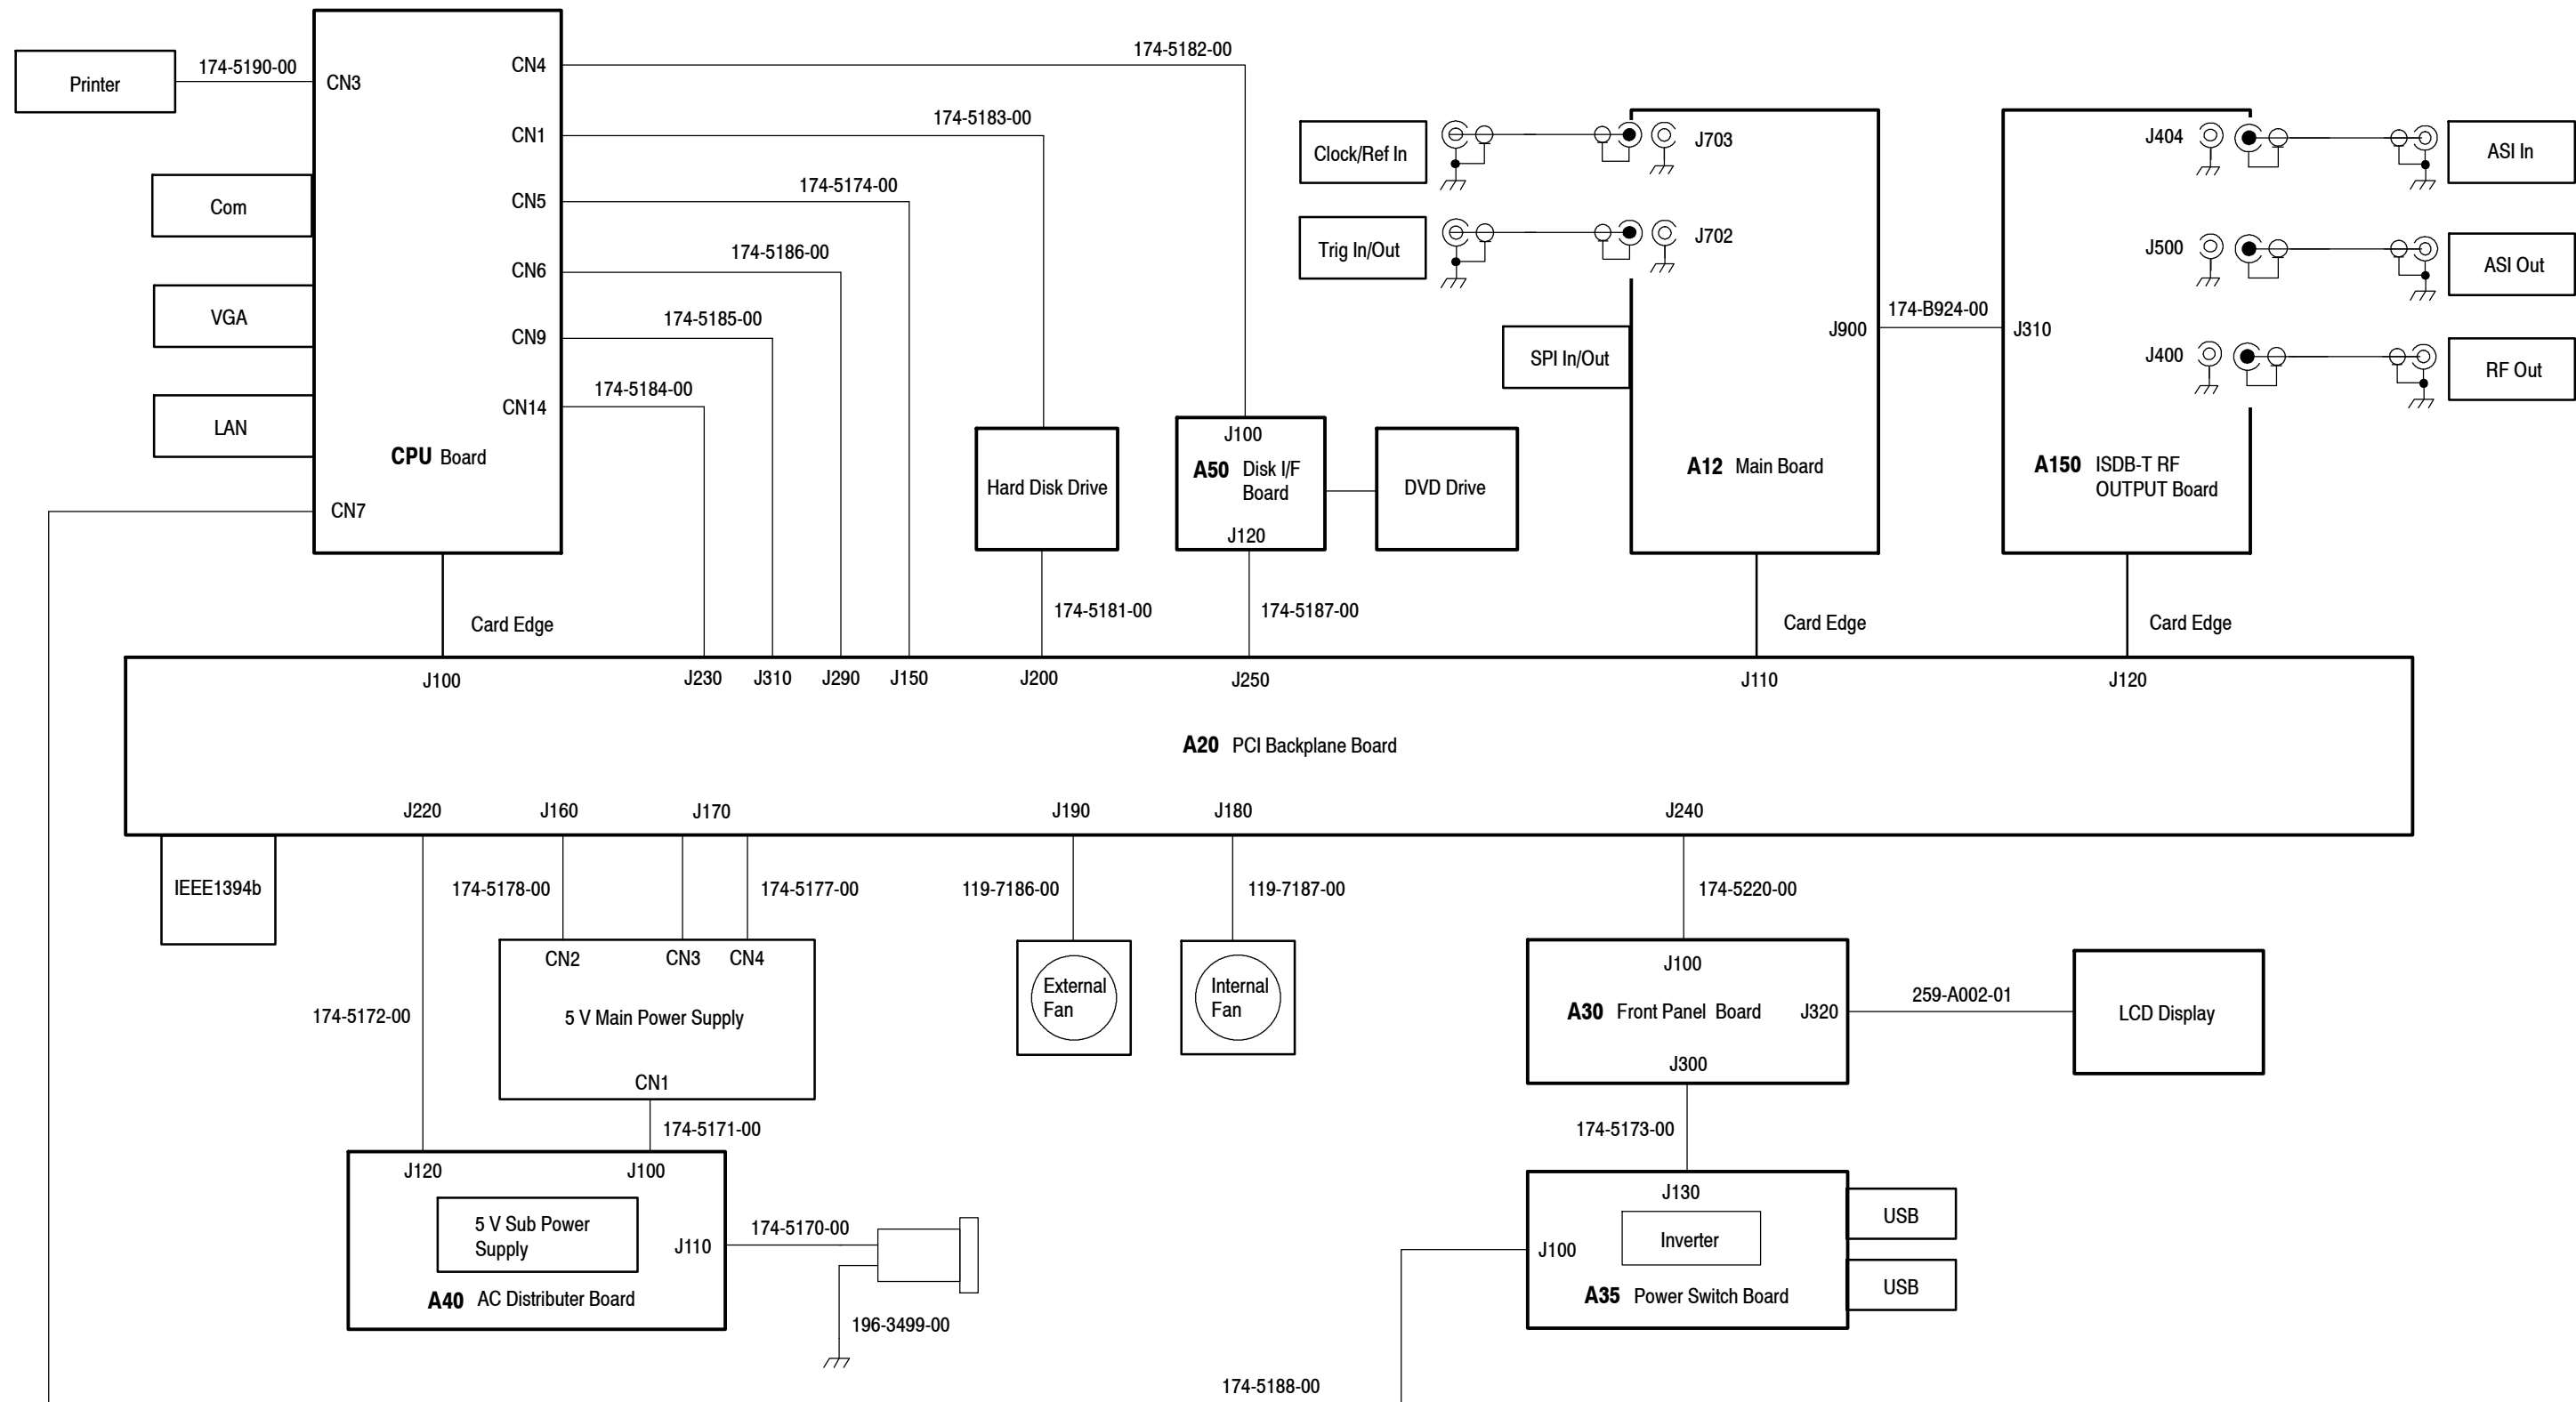 174-5182-00
CN4
174-5190-00
Printer
CN3
174-5183-00
CN1
J703
Clock/Ref In
J404
ASI In
174-5174-00
CN5
Com
Trig In/Out
J702
J500
ASI Out
174-5186-00
CN6
174-5185-00
VGA
CN9
174-B924-00
J900
J310
SPI In/Out
J400
RF Out
174-5184-00
CN14
LAN
CPU Board
J100
A50 Disk I/F
Board
J120
Hard Disk Drive
DVD Drive
A12 Main Board
A150 ISDB-T RF
OUTPUT Board
CN7
174-5181-00
174-5187-00
Card Edge
Card Edge
Card Edge
J100
J230
J310
J290
J150
J200
J250
J110
J120
A20 PCI Backplane Board
J220
J160
J170
J190
J180
J240
IEEE1394b
174-5178-00
174-5177-00
119-7186-00
119-7187-00
174-5220-00
CN2
CN3
CN4
J100
174-5172-00
5 V Main Power Supply
External
Fan
Internal
Fan
A30 Front Panel Board
J320
259-A002-01
LCD Display
J300
CN1
174-5171-00
174-5173-00
J120
J100
J130
5 V Sub Power
Supply
J110
174-5170-00
J100
Inverter
USB
USB
A40 AC Distributer Board
A35 Power Switch Board
196-3499-00
174-5188-00